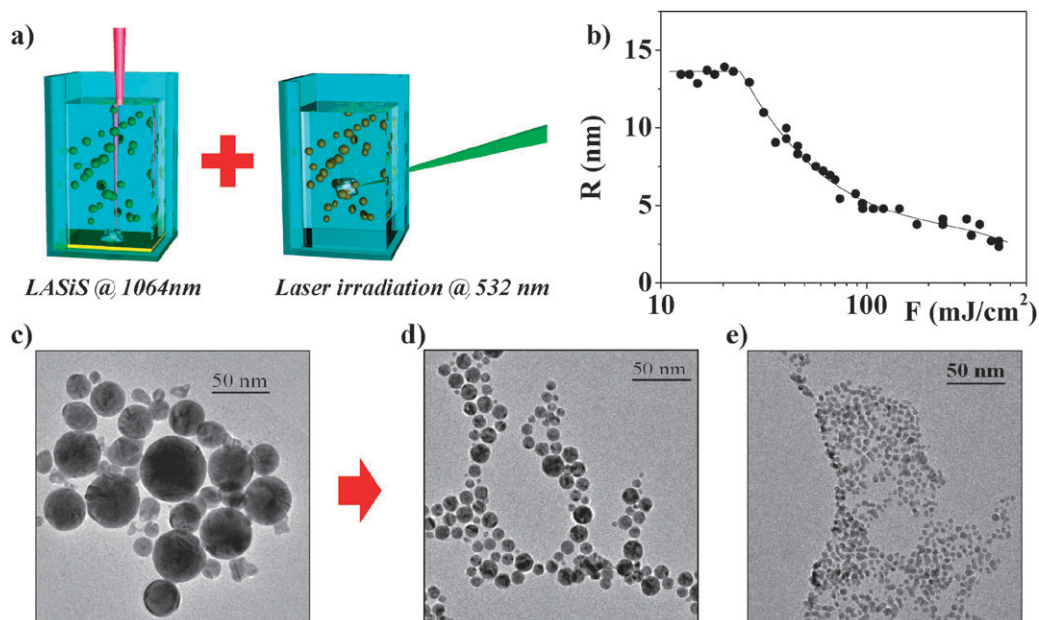 a)
LASiS @ 1064nm
Laser irradiation @ 532 nm
b)
R (nm)
15
10
5
0
10
100
2
F (mJ/cm²)
c)
50 nm
d)
50 nm
e)
50 nm